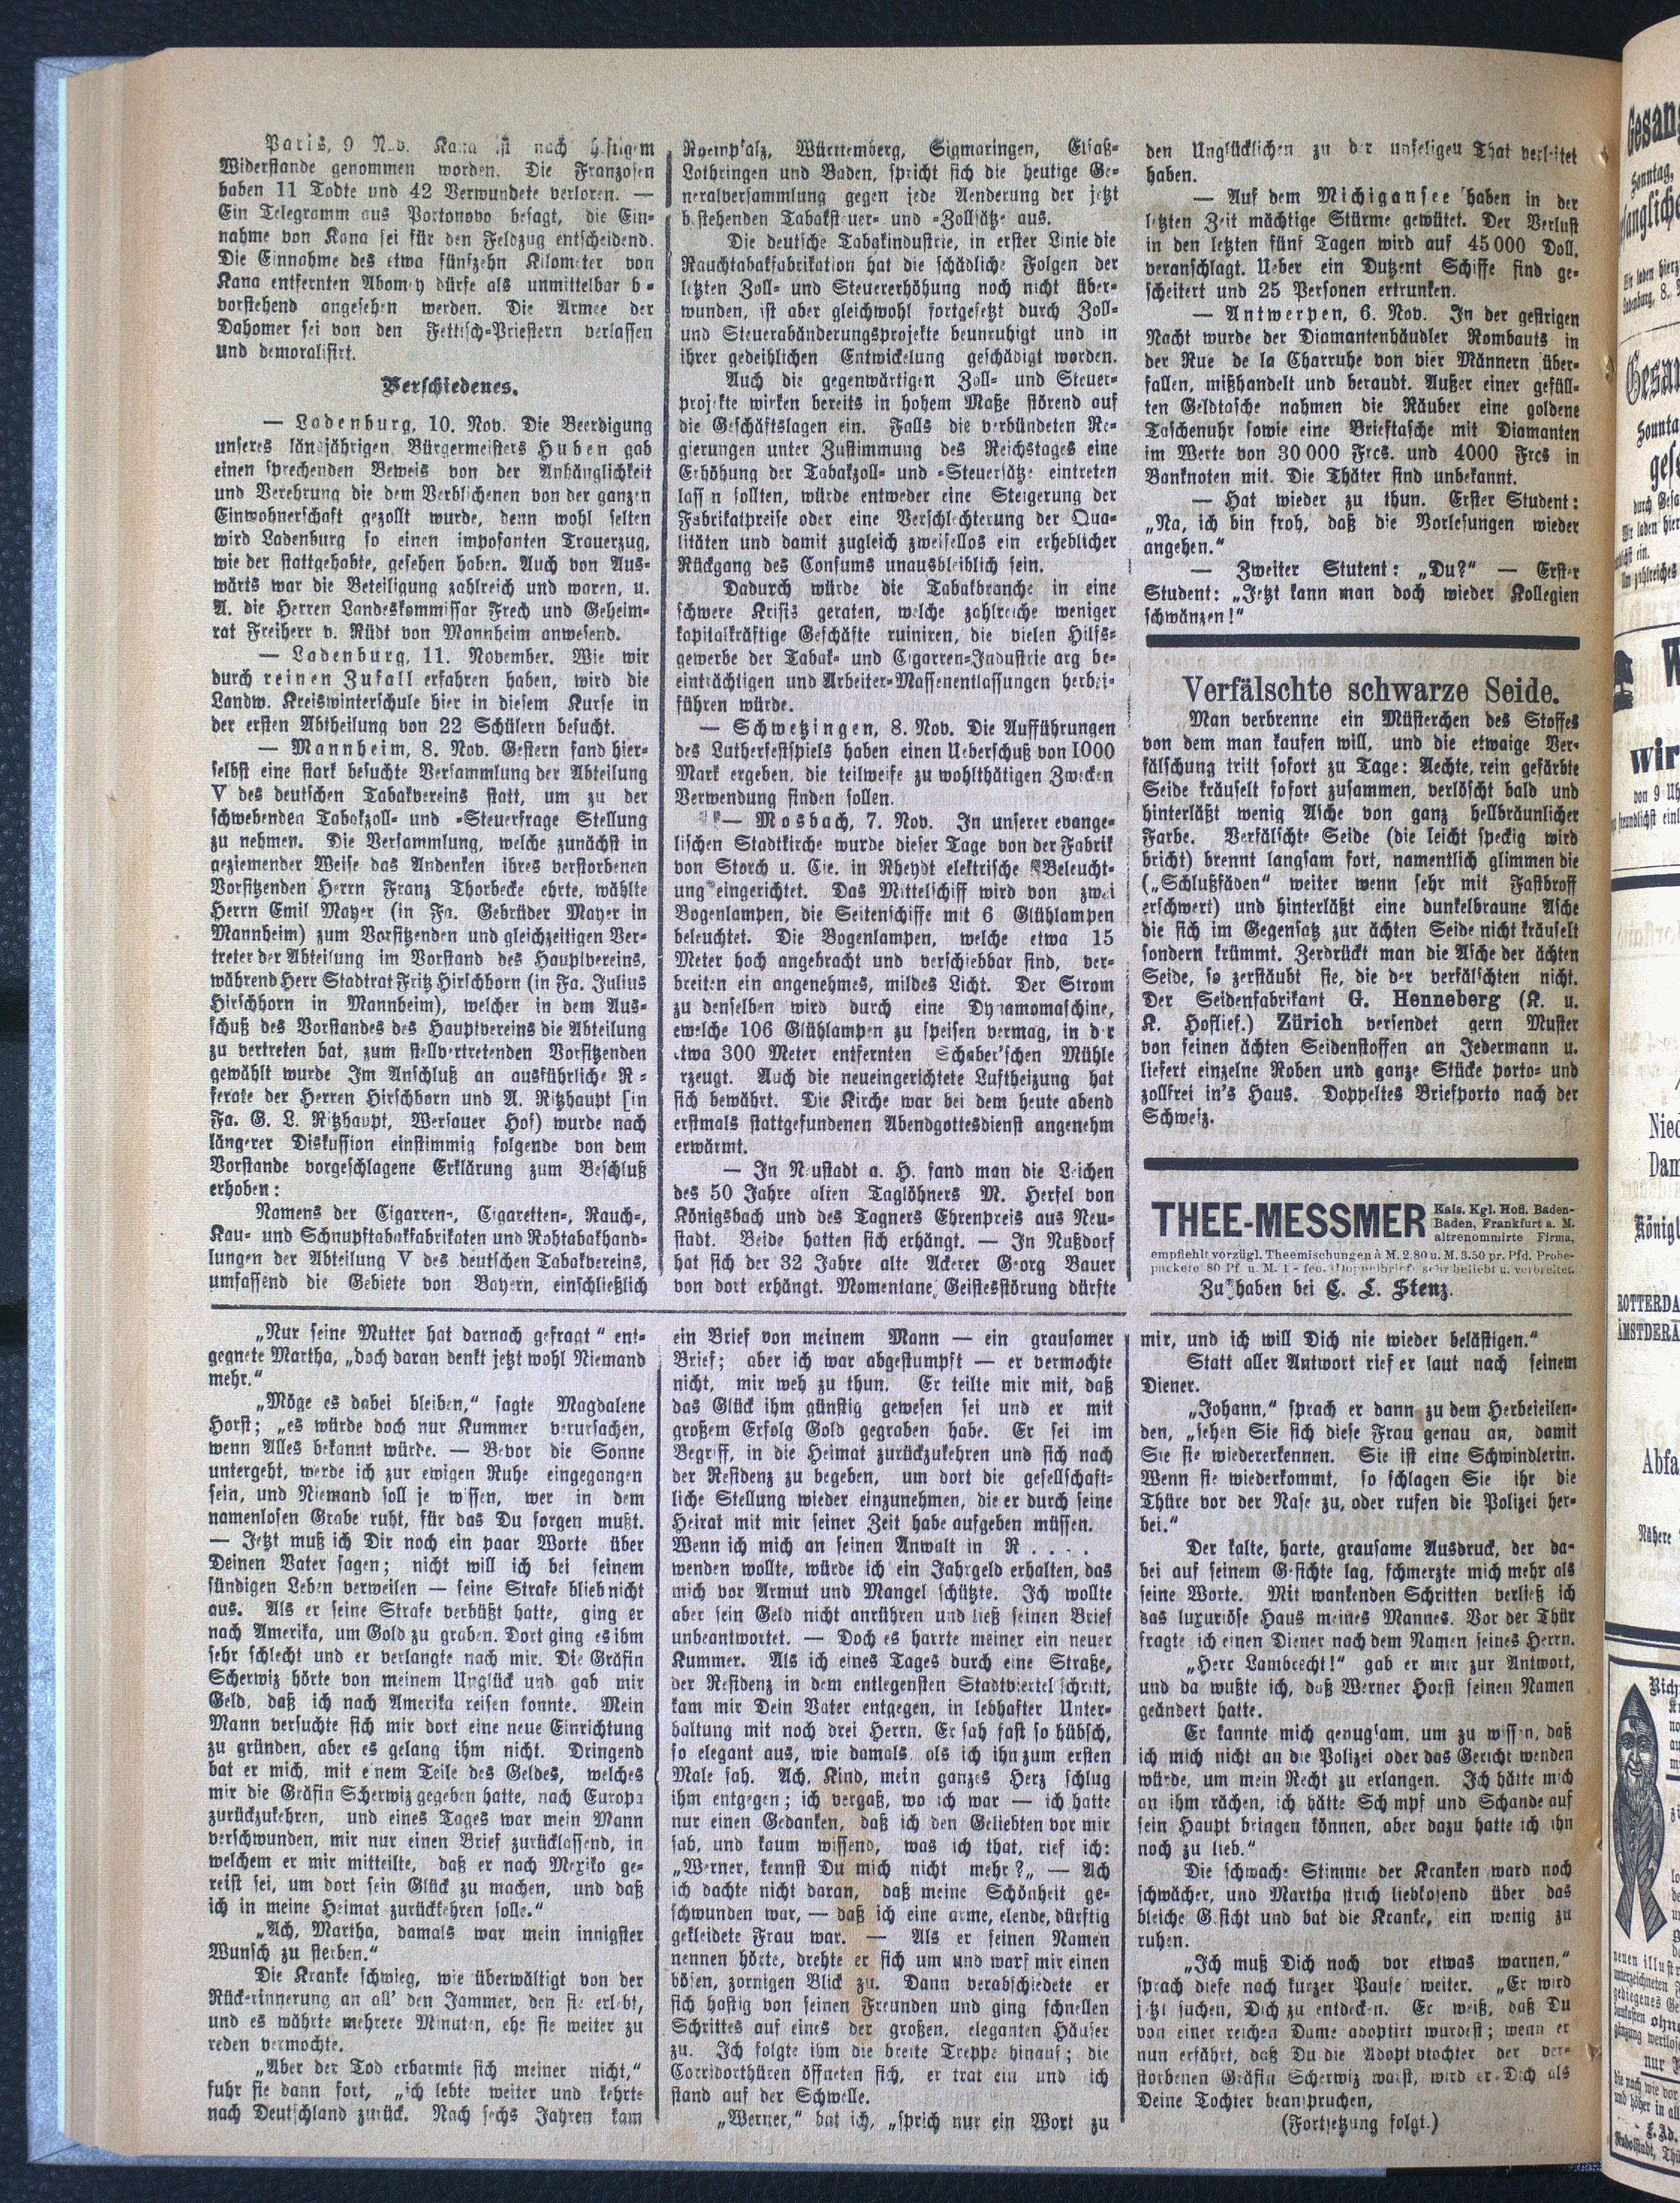 Paris, 9 Nov. Kana ist nach heftigem
Widerstande genommen worden. Die Franzosen
haben 11 Todte und 42 Verwundete verloren. —
Ein Telegramm aus Portonovo besagt, die Ein-
nahme von Kana sei für den Feldzug entscheidend.
Die Einnahme des etwa fünfzehn Kilometer von
Kana entfernten Abomey dürfe als unmittelbar be-
vorstehend angesehen werden. Die Armee der
Dahomer sei von den Fettisch-Priestern verlassen
und demoralisirt.
Verschiedenes.
— Ladenburg, 10. Nov. Die Beerdigung
unseres langjährigen Bürgermeisters Huben gab
einen sprechenden Beweis von der Anhänglichkeit
und Verehrung die dem Verblichenen von der ganzen
Einwohnerschaft gezollt wurde, denn wohl selten
wird Ladenburg so einen imposanten Trauerzug,
wie der stattgehabte, gesehen haben. Auch von Aus-
wärts war die Beteiligung zahlreich und waren, u.
A. die Herren Landeskommissar Frech und Geheim-
rat Freiherr v. Rüdt von Mannheim anwesend.
— Ladenburg, 11. November. Wie wir
durch reinen Zufall erfahren haben, wird die
Landw. Kreiswinterschule hier in diesem Kurse in
der ersten Abtheilung von 22 Schülern besucht.
— Mannheim, 8. Nov. Gestern fand hier-
selbst eine stark besuchte Versammlung der Abteilung
V des deutschen Tabakvereins statt, um zu der
schwebenden Tabakzoll- und -Steuerfrage Stellung
zu nehmen. Die Versammlung, welche zunächst in
geziemender Weise das Andenken ihres verstorbenen
Vorsitzenden Herrn Franz Thorbecke ehrte, wählte
Herrn Emil Mayer (in Fa. Gebrüder Mayer in
Mannheim) zum Vorsitzenden und gleichzeitigen Ver-
treter der Abteilung im Vorstand des Hauptvereins,
während Herr Stadtrat Fritz Hirschhorn (in Fa. Julius
Hirschhorn in Mannheim), welcher in dem Aus-
schuß des Vorstandes des Hauptvereins die Abteilung
zu vertreten hat, zum stellvertretenden Vorsitzenden
gewählt wurde Im Anschluß an ausführliche R-
ferate der Herren Hirschhorn und A. Ritzhaupt [in
Fa. G. L. Ritzhaupt, Wersauer Hof) wurde nach
längerer Diskussion einstimmig folgende von dem
Vorstande vorgeschlagene Erklärung zum Beschluß
erhoben:
Namens der Cigarren-, Cigaretten-, Rauch-,
Kau- und Schnupftabakfabrikaten und Rohtabakhand-
lungen der Abteilung V des deutschen Tabakvereins,
umfassend die Gebiete von Bayern, einschließlich
Rheinpfalz, Württemberg, Sigmaringen, Elsaß-
Lothringen und Baden, spricht sich die heutige Ge-
neralversammlung gegen jede Aenderung der jetzt
bestehenden Tabaksteuer- und -Zollsätze aus.
Die deutsche Tabakindustrie, in erster Linie die
Rauchtabakfabrikation hat die schädliche Folgen der
letzten Zoll- und Steuererhöhung noch nicht über-
wunden, ist aber gleichwohl fortgesetzt durch Zoll-
und Steuerabänderungsprojekte beunruhigt und in
ihrer gedeihlichen Entwickelung geschädigt worden.
Auch die gegenwärtigen Zoll- und Steuer-
projekte wirken bereits in hohem Maße störend auf
die Geschäftslagen ein. Falls die verbündeten Re-
gierungen unter Zustimmung des Reichstages eine
Erhöhung der Tabakzoll- und -Steuersätze eintreten
lassen sollten, würde entweder eine Steigerung der
Fabrikatpreise oder eine Verschlechterung der Qua-
litäten und damit zugleich zweifellos ein erheblicher
Rückgang des Consums unausbleiblich sein.
Dadurch würde die Tabakbranche in eine
schwere Krisis geraten, welche zahlreiche weniger
kapitalkräftige Geschäfte ruiniren, die vielen Hilfs-
gewerbe der Tabak- und Cigarren-Industrie arg be-
einträchtigen und Arbeiter-Massenentlassungen herbei-
führen würde.
— Schwetzingen, 8. Nov. Die Aufführungen
des Lutherfestspiels haben einen Ueberschuß von 1000
Mark ergeben, die teilweise zu wohlthätigen Zwecken
Verwendung finden sollen.
— Mosbach, 7. Nov. In unserer evange-
lischen Stadtkirche wurde dieser Tage von der Fabrik
von Storch u. Cie. in Rheydt elektrische Beleucht-
ung eingerichtet. Das Mittelschiff wird von zwei
Bogenlampen, die Seitenschiffe mit 6 Glühlampen
beleuchtet. Die Bogenlampen, welche etwa 15
Meter hoch angebracht und verschiebbar sind, ver-
breiten ein angenehmes, mildes Licht. Der Strom
zu denselben wird durch eine Dynamomaschine,
ewelche 106 Glühlampen zu speisen vermag, in der
etwa 300 Meter entfernten Schaber'schen Mühle
rzeugt. Auch die neueingerichtete Luftheizung hat
sich bewährt. Die Kirche war bei dem heute abend
erstmals stattgefundenen Abendgottesdienst angenehm
erwärmt.
— In Neustadt a. H. fand man die Leichen
des 50 Jahre alten Taglöhners M. Hersel von
Königsbach und des Tagners Ehrenpreis aus Neu-
stadt. Beide hatten sich erhängt. — In Nußdorf
hat sich der 32 Jahre alte Ackerer Georg Bauer
von dort erhängt. Momentane Geistesstörung dürfte
den Unglücklichen zu der unseligen That verleitet
haben.
— Auf dem Michigansee haben in der
letzten Zeit mächtige Stürme gewütet. Der Verlust
in den letzten fünf Tagen wird auf 45000 Doll.
veranschlagt. Ueber ein Dutzent Schiffe sind ge-
scheitert und 25 Personen ertrunken.
— Antwerpen, 6. Nov. In der gestrigen
Nacht wurde der Diamantenhändler Rombauts in
der Rue de la Charruhe von vier Männern über-
fallen, mißhandelt und beraubt. Außer einer gefüll-
ten Geldtasche nahmen die Räuber eine goldene
Taschenuhr sowie eine Brieftasche mit Diamanten
im Werte von 30000 Frcs. und 4000 Frcs in
Banknoten mit. Die Thäter sind unbekannt.
— Hat wieder zu thun. Erster Student:
„Na, ich bin froh, daß die Vorlesungen wieder
angehen.“
— Zweiter Stutent: „Du?“ — Erster
Student: „Jetzt kann man doch wieder Kollegien
schwänzen!“
Verfälschte schwarze Seide.
Man verbrenne ein Müsterchen des Stoffes
von dem man kaufen will, und die etwaige Ver-
fälschung tritt sofort zu Tage: Aechte, rein gefärbte
Seide kräuselt sofort zusammen, verlöscht bald und
hinterläßt wenig Asche von ganz hellbräunlicher
Farbe. Verfälschte Seide (die leicht speckig wird
bricht) brennt langsam fort, namentlich glimmen die
(„Schlußfäden“ weiter wenn sehr mit Fastbroff
erschwert) und hinterläßt eine dunkelbraune Asche
die sich im Gegensatz zur ächten Seide nicht kräuselt
sondern krümmt. Zerdrückt man die Asche der ächten
Seide, so zerstäubt sie, die der verfälschten nicht.
Der Seidenfabrikant G. Henneberg (K. u.
K. Hoflief.) Zürich versendet gern Muster
von seinen ächten Seidenstoffen an Jedermann u.
liefert einzelne Roben und ganze Stücke porto- und
zollfrei in's Haus. Doppeltes Briefporto nach der
Schweiz.
THEE-MESSMER Kais. Kgl. Hofl. Baden-
Baden, Frankfurt a. M.
altrenommirte Firma,
empfiehlt vorzügl. Theemischungen à M. 2.80 u. M. 3.50 pr. Pfd. Probe-
packete 80 Pf. u. M. 1 - sehr beliebt u. verbreitet.
Zu haben bei C. L. Stenz.
„Nur seine Mutter hat darnach gefragt“ ent-
gegnete Martha, „doch daran denkt jetzt wohl Niemand
mehr.“
„Möge es dabei bleiben,“ sagte Magdalene
Horst; „es würde doch nur Kummer verursachen,
wenn Alles bekannt würde. — Bevor die Sonne
untergeht, werde ich zur ewigen Ruhe eingegangen
sein, und Niemand soll je wissen, wer in dem
namenlosen Grabe ruht, für das Du sorgen mußt.
— Jetzt muß ich Dir noch ein paar Worte über
Deinen Vater sagen; nicht will ich bei seinem
sündigen Leben verweilen — seine Strafe blieb nicht
aus. Als er seine Strafe verbüßt hatte, ging er
nach Amerika, um Gold zu graben. Dort ging es ihm
sehr schlecht und er verlangte nach mir. Die Gräfin
Scherwiz hörte von meinem Unglück und gab mir
Geld, daß ich nach Amerika reisen konnte. Mein
Mann versuchte sich mir dort eine neue Einrichtung
zu gründen, aber es gelang ihm nicht. Dringend
bat er mich, mit einem Teile des Geldes, welches
mir die Gräfin Scherwiz gegeben hatte, nach Europa
zurückzukehren, und eines Tages war mein Mann
verschwunden, mir nur einen Brief zurücklassend, in
welchem er mir mitteilte, daß er nach Mexiko ge-
reist sei, um dort sein Glück zu machen, und daß
ich in meine Heimat zurückkehren solle.“
„Ach, Martha, damals war mein innigster
Wunsch zu sterben.“
Die Kranke schwieg, wie überwältigt von der
Rückerinnerung an all' den Jammer, den sie erlebt,
und es währte mehrere Minuten, ehe sie weiter zu
reden vermochte.
„Aber der Tod erbarmte sich meiner nicht,“
fuhr sie dann fort, „ich lebte weiter und kehrte
nach Deutschland zurück. Nach sechs Jahren kam
ein Brief von meinem Mann — ein grausamer
Brief; aber ich war abgestumpft — er vermochte
nicht, mir weh zu thun. Er teilte mir mit, daß
das Glück ihm günstig gewesen sei und er mit
großem Erfolg Gold gegraben habe. Er sei im
Begriff, in die Heimat zurückzukehren und sich nach
der Residenz zu begeben, um dort die gesellschaft-
liche Stellung wieder einzunehmen, die er durch seine
Heirat mit mir seiner Zeit habe aufgeben müssen.
Wenn ich mich an seinen Anwalt in R . . . .
wenden wollte, würde ich ein Jahrgeld erhalten, das
mich vor Armut und Mangel schütze. Ich wollte
aber sein Geld nicht anrühren und ließ seinen Brief
unbeantwortet. — Doch es harrte meiner ein neuer
Kummer. Als ich eines Tages durch eine Straße,
der Residenz in dem entlegensten Stadtviertel schritt,
kam mir Dein Vater entgegen, in lebhafter Unter-
haltung mit noch drei Herrn. Er sah fast so hübsch,
so elegant aus, wie damals, als ich ihn zum ersten
Male sah. Ach, Kind, mein ganzes Herz schlug
ihm entgegen; ich vergaß, wo ich war — ich hatte
nur einen Gedanken, daß ich den Geliebten vor mir
sah, und kaum wissend, was ich that, rief ich:
„Werner, kennst Du mich nicht mehr?„ — Ach
ich dachte nicht daran, daß meine Schönheit ge-
schwunden war, — daß ich eine arme, elende, dürftig
gekleidete Frau war. — Als er seinen Namen
nennen hörte, drehte er sich um und warf mir einen
bösen, zornigen Blick zu. Dann verabschiedete er
sich hastig von seinen Freunden und ging schnellen
Schrittes auf eines der großen, eleganten Häuser
zu. Ich folgte ihm die breite Treppe hinauf; die
Corridorthüren öffneten sich, er trat ein und ich
stand auf der Schwelle.
„Werner,“ bat ich, „sprich nur ein Wort zu
mir, und ich will Dich nie wieder belästigen.“
Statt aller Antwort rief er laut nach seinem
Diener.
„Johann,“ sprach er dann zu dem Herbeieilen-
den, „sehen Sie sich diese Frau genau an, damit
Sie sie wiedererkennen. Sie ist eine Schwindlerin.
Wenn sie wiederkommt, so schlagen Sie ihr die
Thüre vor der Nase zu, oder rufen die Polizei her-
bei.“
Der kalte, harte, grausame Ausdruck, der da-
bei auf seinem Gesichte lag, schmerzte mich mehr als
seine Worte. Mit wankenden Schritten verließ ich
das luxuriöse Haus meines Mannes. Vor der Thür
fragte ich einen Diener nach dem Namen seines Herrn.
„Herr Lambrecht!“ gab er mir zur Antwort,
und da wußte ich, daß Werner Horst seinen Namen
geändert hatte.
Er kannte mich genugsam, um zu wissen, daß
ich mich nicht an die Polizei oder das Gericht wenden
würde, um mein Recht zu erlangen. Ich hätte mich
an ihm rächen, ich hätte Schimpf und Schande auf
sein Haupt bringen können, aber dazu hatte ich ihn
noch zu lieb.“
Die schwache Stimme der Kranken ward noch
schwächer, und Martha strich liebkosend über das
bleiche Gesicht und bat die Kranke, ein wenig zu
ruhen.
„Ich muß Dich noch vor etwas warnen,“
sprach diese nach kurzer Pause weiter. „Er wird
jetzt suchen, Dich zu entdecken. Er weiß, daß Du
von einer reichen Dame adoptirt wurdest; wenn er
nun erfährt, daß Du die Adoptivtochter der ver-
storbenen Gräfin Scherwiz warst, wird er Dich als
Deine Tochter beanspruchen,
(Fortsetzung folgt.)